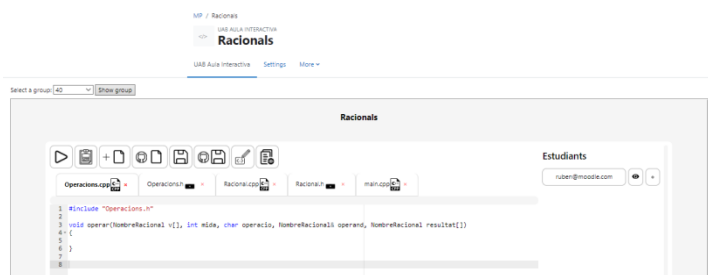 MP / Racionals
UAB AULA INTERACTIVA
Racionals
UAB Aula Interactiva Settings More
Select a group: 40 Show group
Racionals
Estudiants
ruben@moodle.com
Operacions.cpp × Operacions.h × Racional.cpp × Racional.h × main.cpp ×
1 #include "Operacions.h"
2
3 void operar(NombreRacional v[], int mida, char operacio, NombreRacional& operand, NombreRacional resultat[])
4 {
5
6 }
7
8